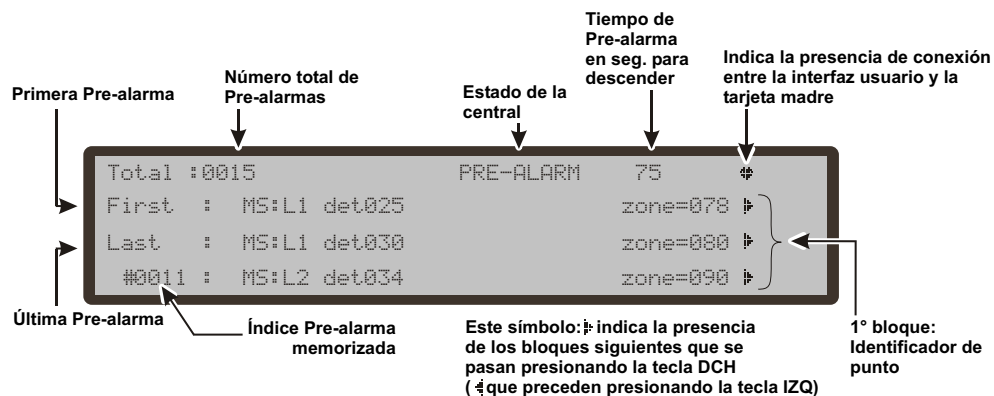 Tiempo de
Pre-alarma
en seg. para
descender
Indica la presencia de conexión
entre la interfaz usuario y la
tarjeta madre
Número total de
Pre-alarmas
Estado de la
central
Primera Pre-alarma
Total :0015 PRE-ALARM 75
First : MS:L1 det025 zone=078
Last : MS:L1 det030 zone=080
#0011 : MS:L2 det034 zone=090
Última Pre-alarma
Índice Pre-alarma
memorizada
Este símbolo: indica la presencia
de los bloques siguientes que se
pasan presionando la tecla DCH
( que preceden presionando la tecla IZQ)
1° bloque:
Identificador de
punto